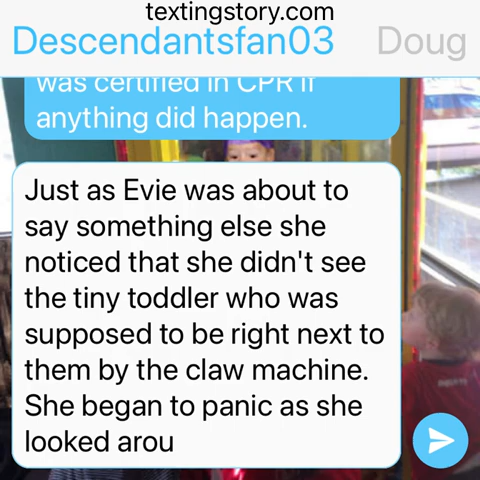 textingstory.com
Descendantsfan03 Doug
was certified in CPR if
anything did happen.
Just as Evie was about to
say something else she
noticed that she didn't see
the tiny toddler who was
supposed to be right next to
them by the claw machine.
She began to panic as she
looked arou